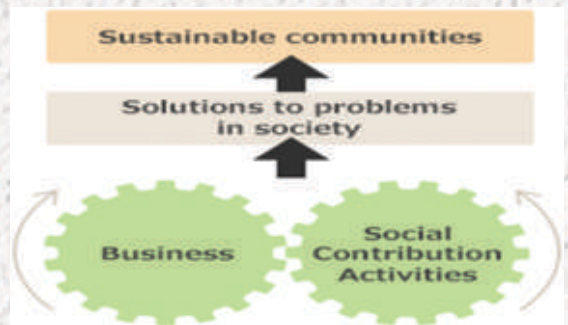 Sustainable communities
Solutions to problems
in society
Business
Social
Contribution
Activities